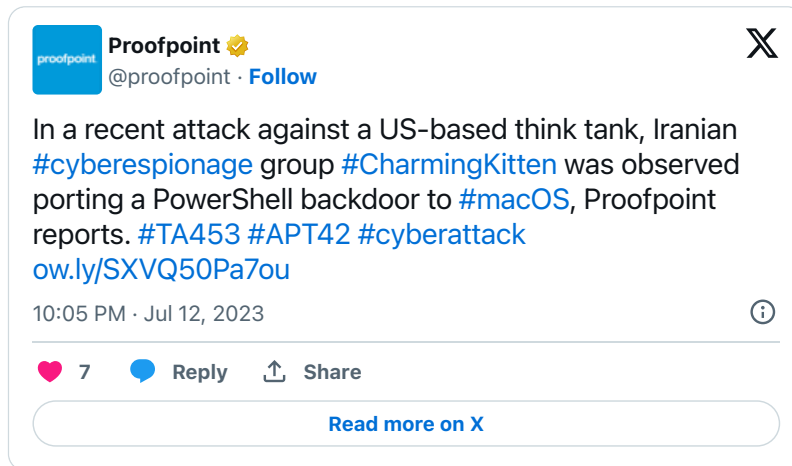 proofpoint
Proofpoint
@proofpoint · Follow
In a recent attack against a US-based think tank, Iranian
#cyberespionage group #CharmingKitten was observed
porting a PowerShell backdoor to #macOS, Proofpoint
reports. #TA453 #APT42 #cyberattack
ow.ly/SXVQ50Pa7ou
10:05 PM · Jul 12, 2023
7 Reply Share
Read more on X